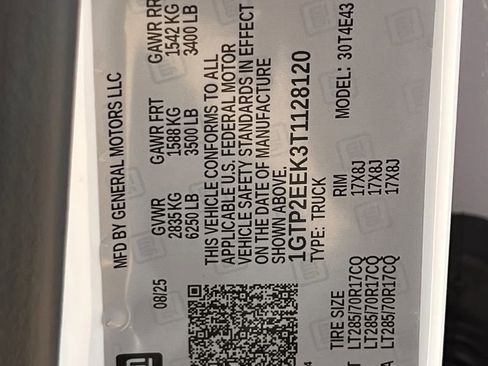 MFD BY GENERAL MOTORS LLC
08/25
GVWR GAWR FRT GAWR RR
2835 KG 1588 KG 1542 KG
6250 LB 3500 LB 3400 LB
THIS VEHICLE CONFORMS TO ALL
APPLICABLE U.S. FEDERAL MOTOR
VEHICLE SAFETY STANDARDS IN EFFECT
ON THE DATE OF MANUFACTURE
SHOWN ABOVE.
1GTP2EEK3T1128120
TYPE: TRUCK MODEL: 30T4E43
TIRE SIZE RIM
LT285/70R17CQ 17X8J
LT285/70R17CQ 17X8J
LT285/70R17CQ 17X8J